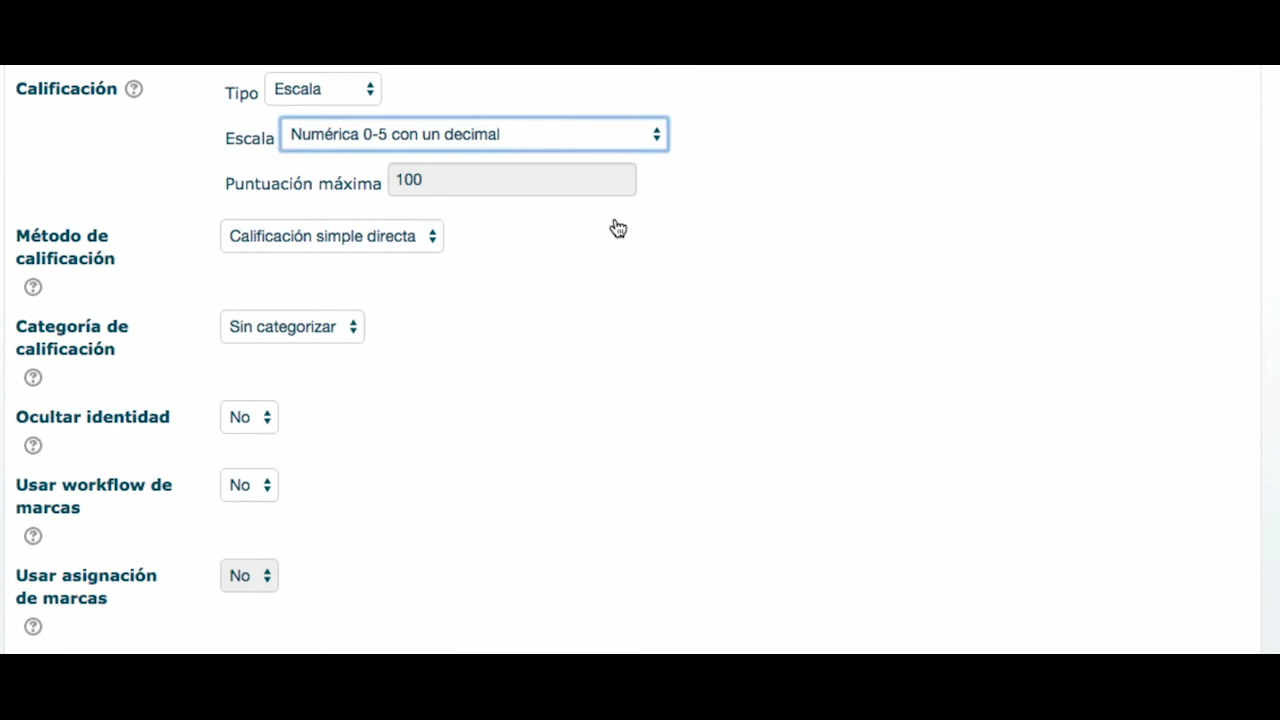 Calificación
Tipo Escala
Escala Numérica 0-5 con un decimal
Puntuación máxima 100
Método de
calificación
Calificación simple directa
Categoría de
calificación
Sin categorizar
Ocultar identidad
No
Usar workflow de
marcas
No
Usar asignación
de marcas
No